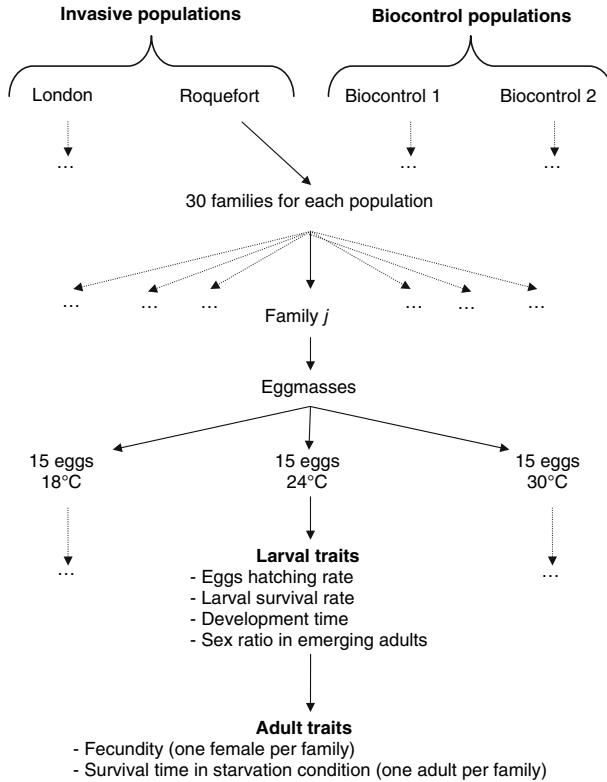 Invasive populations
Biocontrol populations
London
Roquefort
Biocontrol 1
Biocontrol 2
...
...
...
30 families for each population
...
...
...
...
...
...
Family j
Eggmasses
15 eggs
18°C
15 eggs
24°C
15 eggs
30°C
...
...
Larval traits
- Eggs hatching rate
- Larval survival rate
- Development time
- Sex ratio in emerging adults
Adult traits
- Fecundity (one female per family)
- Survival time in starvation condition (one adult per family)